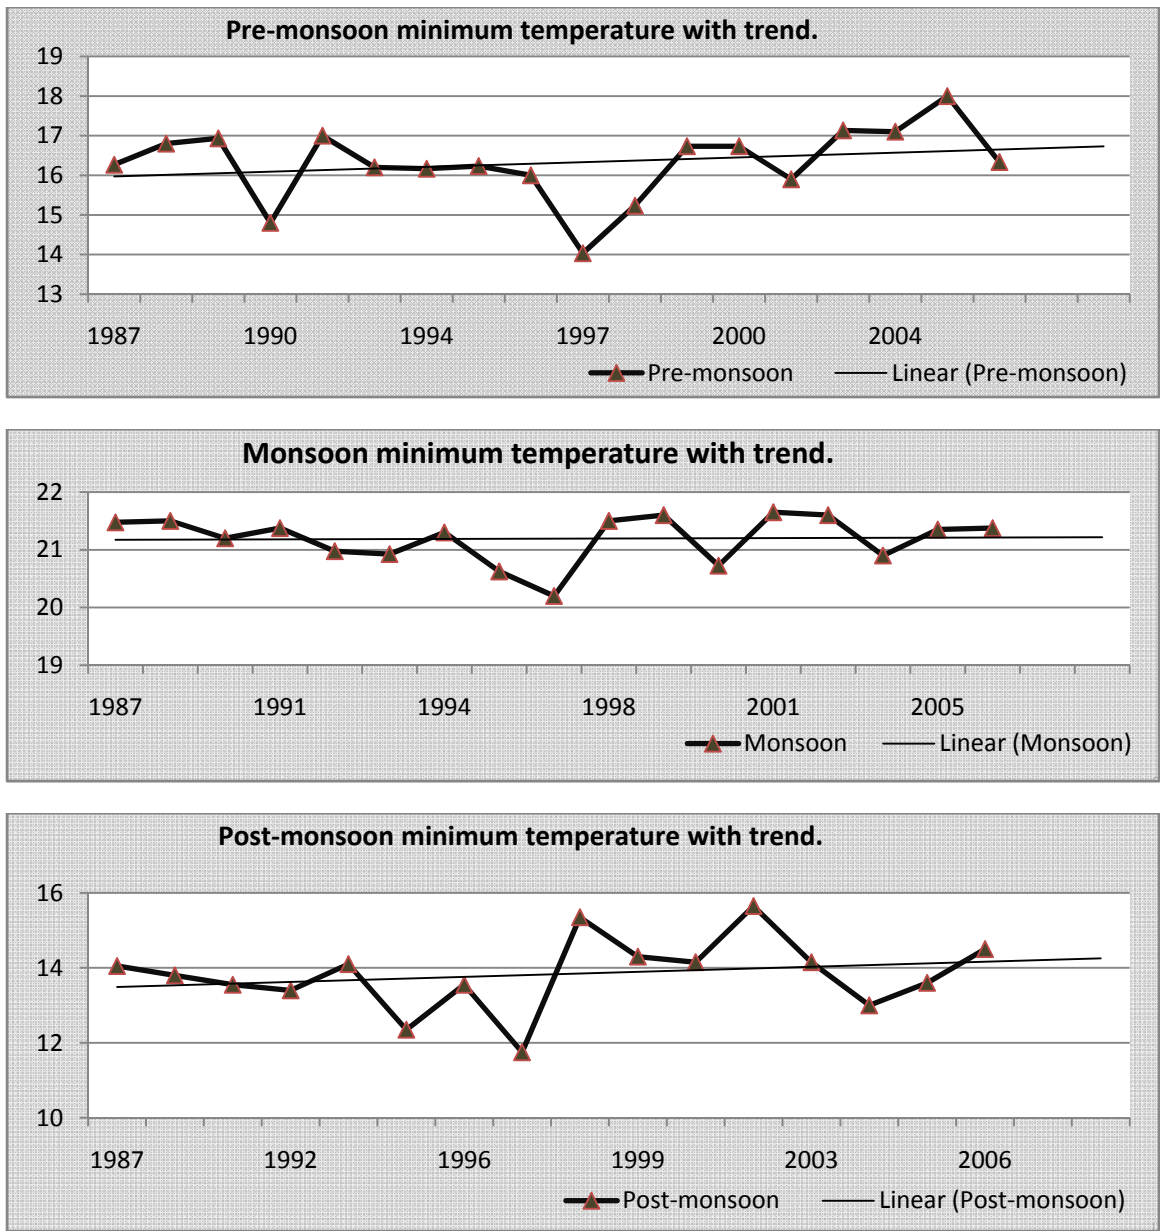 Pre-monsoon minimum temperature with trend.
19
18
17
16
15
14
13
1987 1990 1994 1997 2000 2004
Pre-monsoon Linear (Pre-monsoon)
Monsoon minimum temperature with trend.
22
21
20
19
1987 1991 1994 1998 2001 2005
Monsoon Linear (Monsoon)
Post-monsoon minimum temperature with trend.
16
14
12
10
1987 1992 1996 1999 2003 2006
Post-monsoon Linear (Post-monsoon)